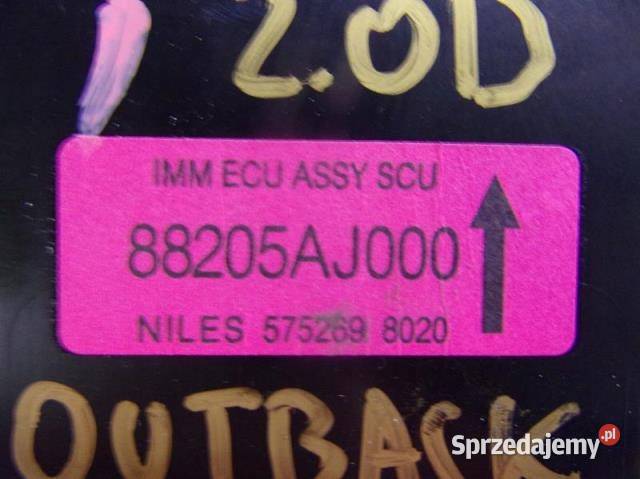 , 2.0D
IMM ECU ASSY SCU
88205AJ000
NILES 575269 8020
OUTBACK
Sprzedajemy.pl